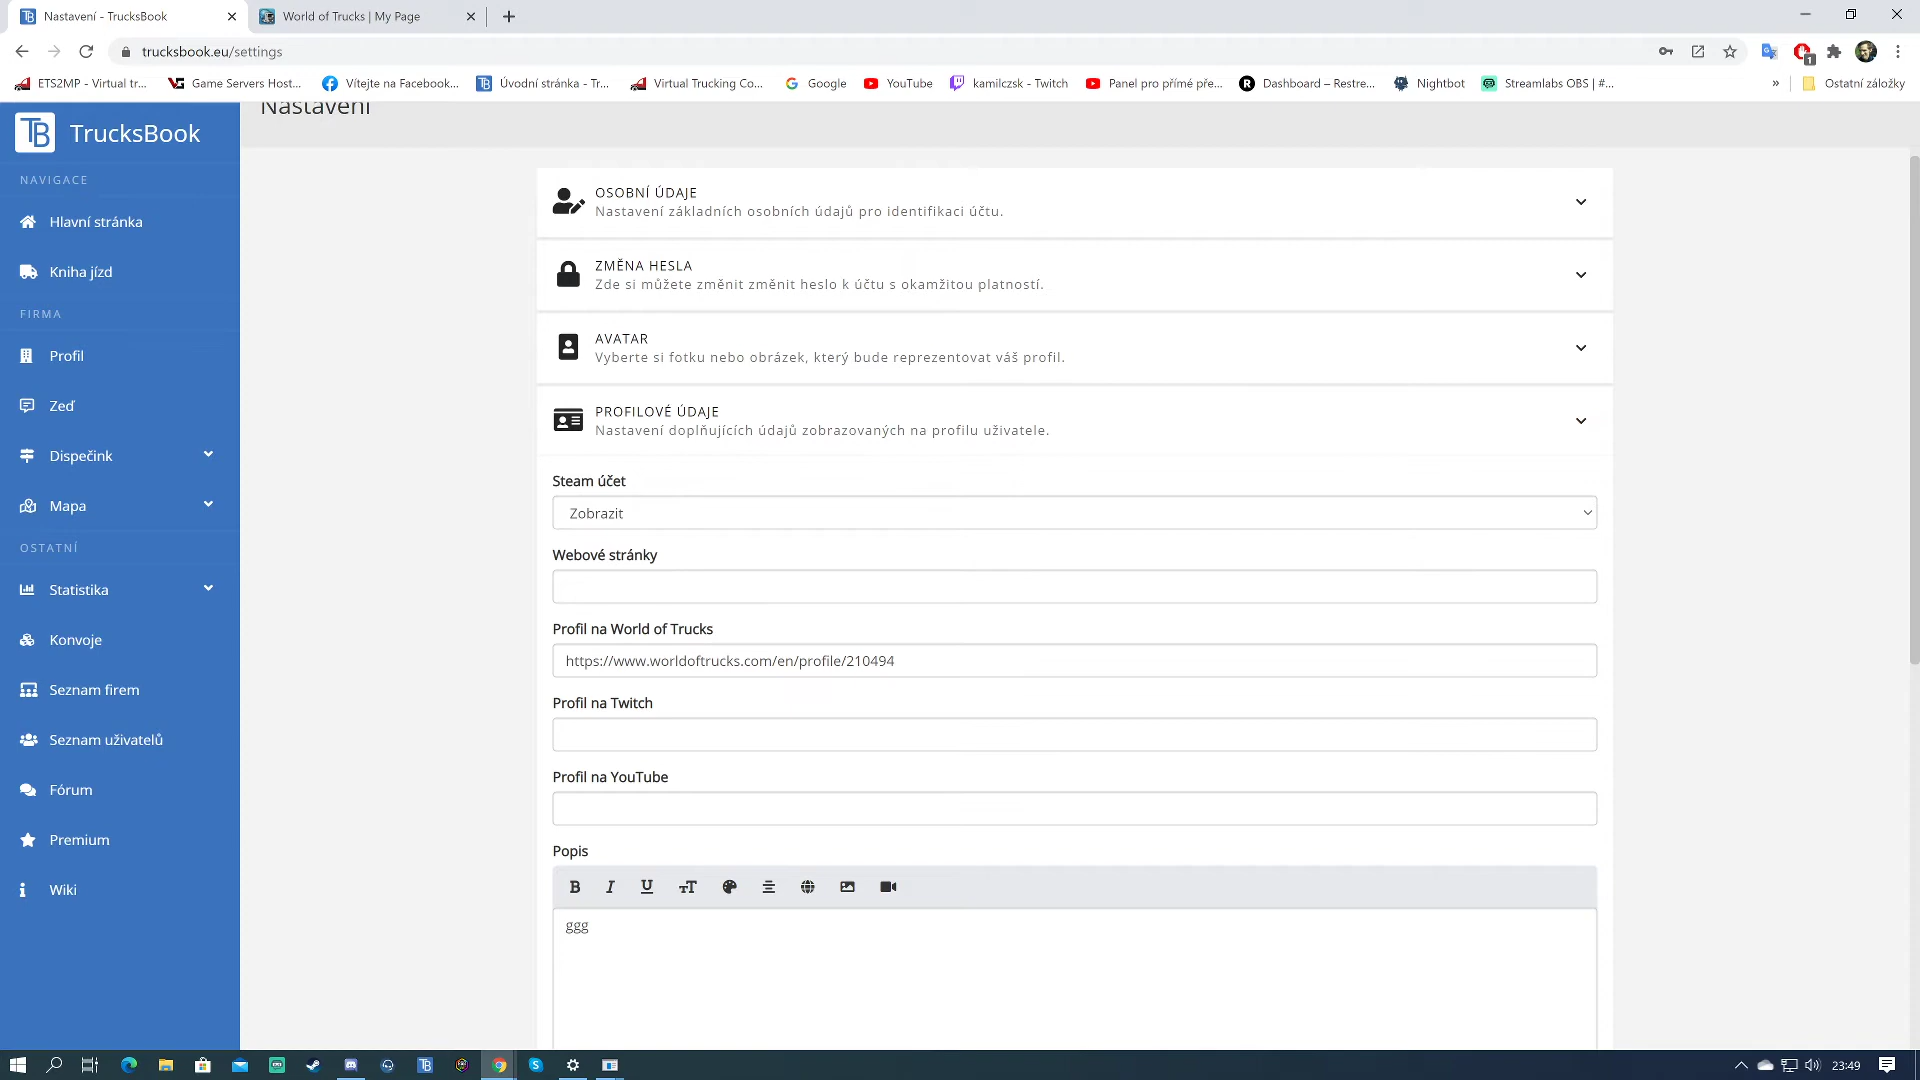 Nastavení - TrucksBook
World of Trucks | My Page
trucksbook.eu/settings
ETS2MP - Virtual tr...
Game Servers Host...
Vítejte na Facebook...
Úvodní stránka - Tr...
Virtual Trucking Co...
Google
YouTube
kamilczsk - Twitch
Panel pro přímé pře...
Dashboard – Restre...
Nightbot
Streamlabs OBS | #...
»
Ostatní záložky
TB TrucksBook
Nastavení
NAVIGACE
Hlavní stránka
Kniha jízd
FIRMA
Profil
Zeď
Dispečink
Mapa
OSTATNÍ
Statistika
Konvoje
Seznam firem
Seznam uživatelů
Fórum
Premium
Wiki
OSOBNÍ ÚDAJE
Nastavení základních osobních údajů pro identifikaci účtu.
ZMĚNA HESLA
Zde si můžete změnit změnit heslo k účtu s okamžitou platností.
AVATAR
Vyberte si fotku nebo obrázek, který bude reprezentovat váš profil.
PROFILOVÉ ÚDAJE
Nastavení doplňujících údajů zobrazovaných na profilu uživatele.
Steam účet
Zobrazit
Webové stránky
Profil na World of Trucks
https://www.worldoftrucks.com/en/profile/210494
Profil na Twitch
Profil na YouTube
Popis
B I U TT
ggg
23:49